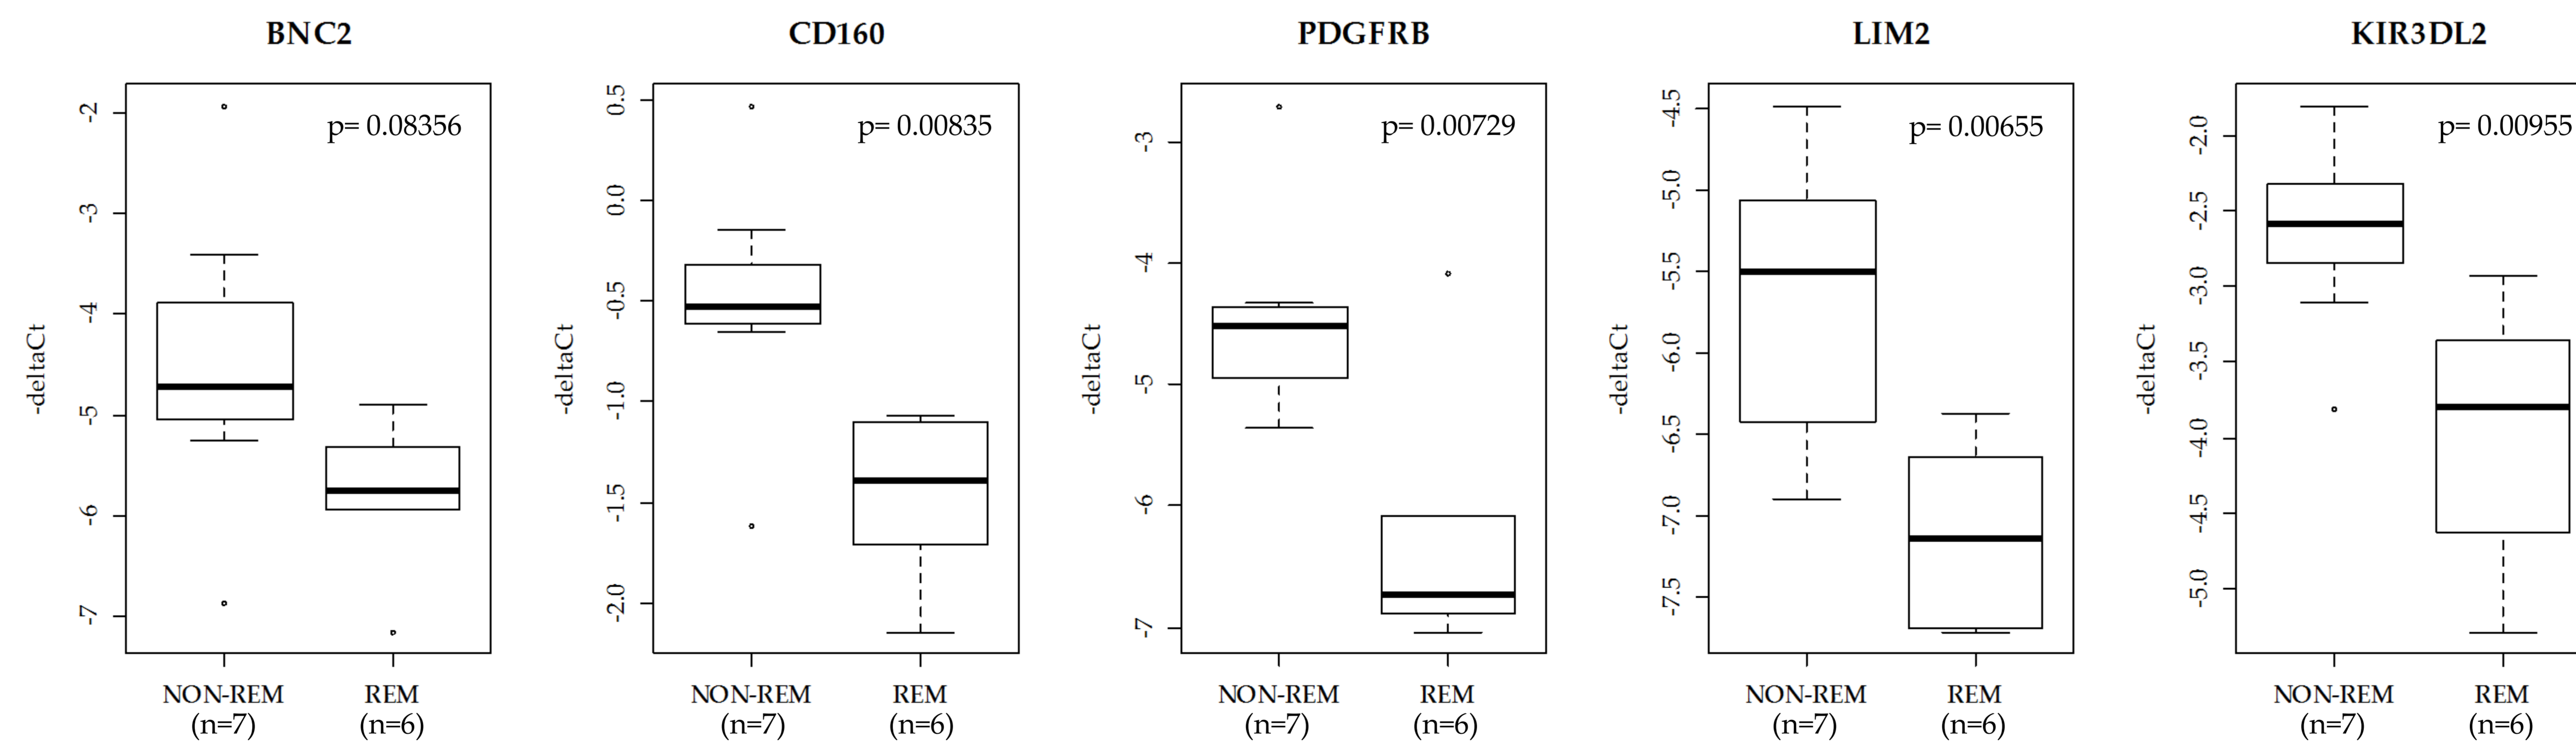 BNC2
p= 0.08356
-deltaCt
-2
-3
-4
-5
-6
-7
NON-REM
(n=7)
REM
(n=6)
CD160
p= 0.00835
-deltaCt
0.5
0.0
-0.5
-1.0
-1.5
-2.0
NON-REM
(n=7)
REM
(n=6)
PDGFRB
p= 0.00729
-deltaCt
-3
-4
-5
-6
-7
NON-REM
(n=7)
REM
(n=6)
LIM2
p= 0.00655
-deltaCt
-4.5
-5.0
-5.5
-6.0
-6.5
-7.0
-7.5
NON-REM
(n=7)
REM
(n=6)
KIR3DL2
p= 0.00955
-deltaCt
-2.0
-2.5
-3.0
-3.5
-4.0
-4.5
-5.0
NON-REM
(n=7)
REM
(n=6)